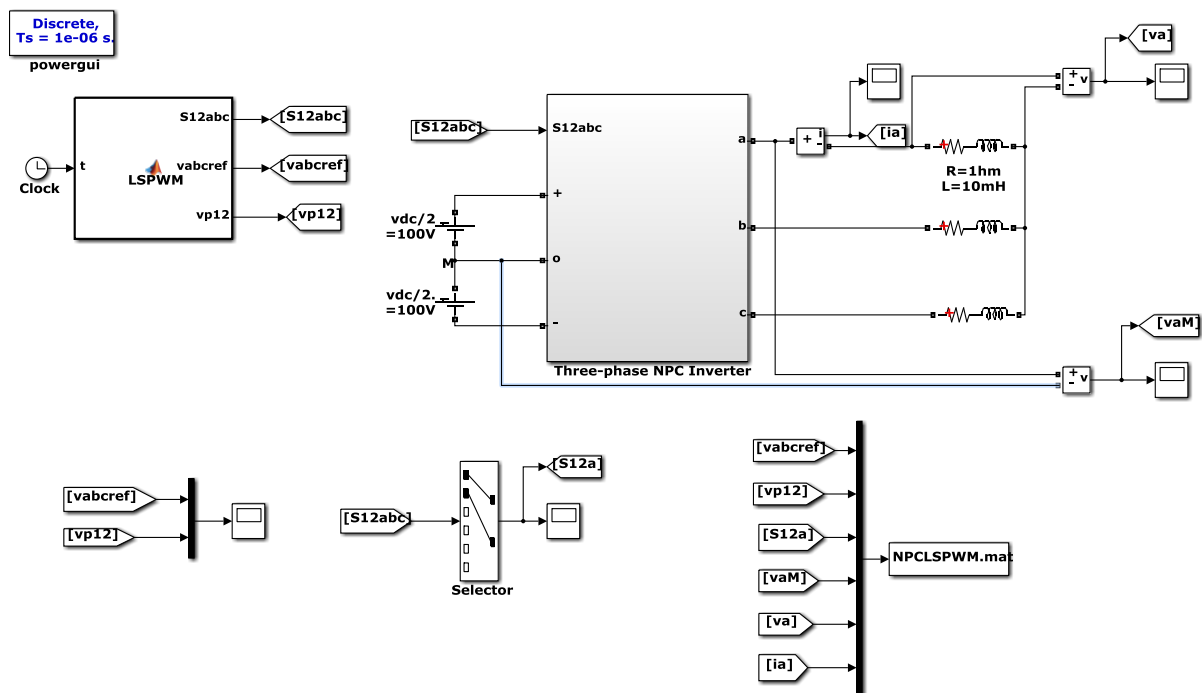 Discrete,
Ts = 1e-06 s.
powergui
t
LSPWM
S12abc
vabcref
vp12
Clock
[S12abc]
[vabcref]
[vp12]
[S12abc]
S12abc
+
o
-
a
b
c
vdc/2
=100V
M
vdc/2.
=100V
Three-phase NPC Inverter
+
i
-
[ia]
R=1hm
L=10mH
+
-
v
[va]
+
-
v
[vaM]
[vabcref]
[vp12]
[S12abc]
Selector
[S12a]
[vabcref]
[vp12]
[S12a]
[vaM]
[va]
[ia]
NPCLSPWM.mat